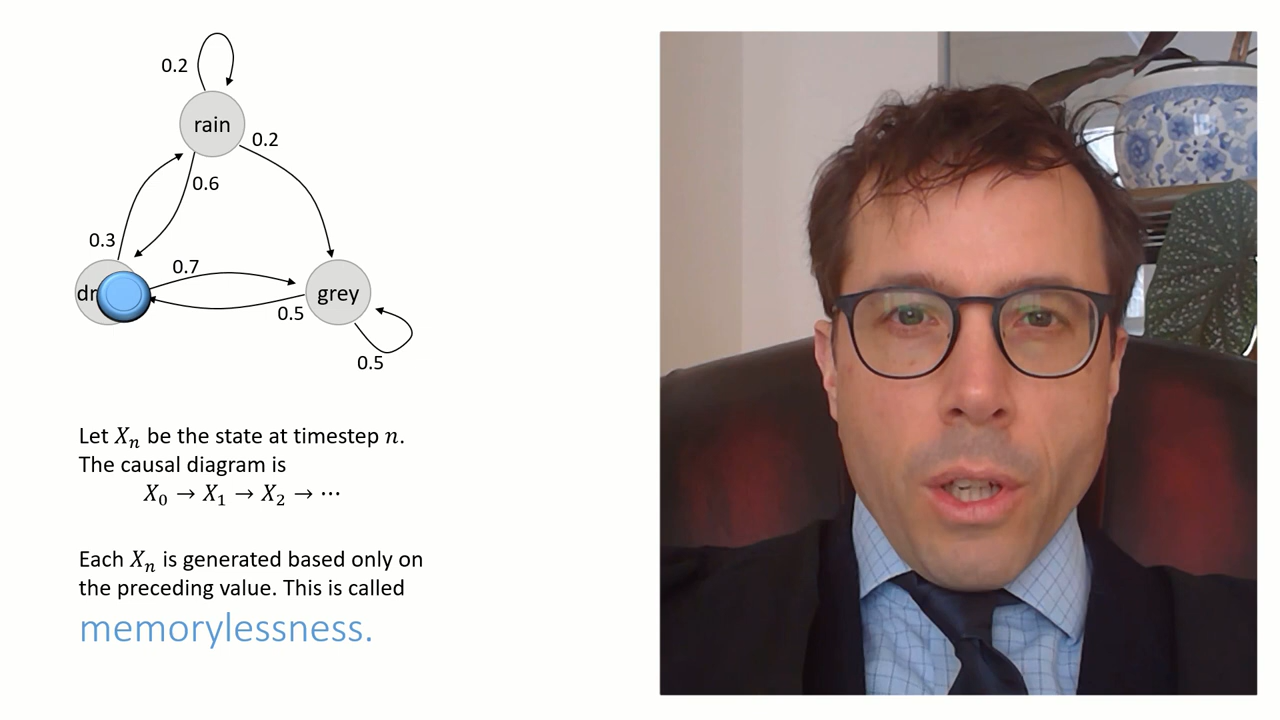 0.2
rain
0.2
0.6
0.3
0.7
dr
grey
0.5
0.5
Let Xₙ be the state at timestep n.
The causal diagram is
X₀ → X₁ → X₂ → ⋯
Each Xₙ is generated based only on
the preceding value. This is called
memorylessness.